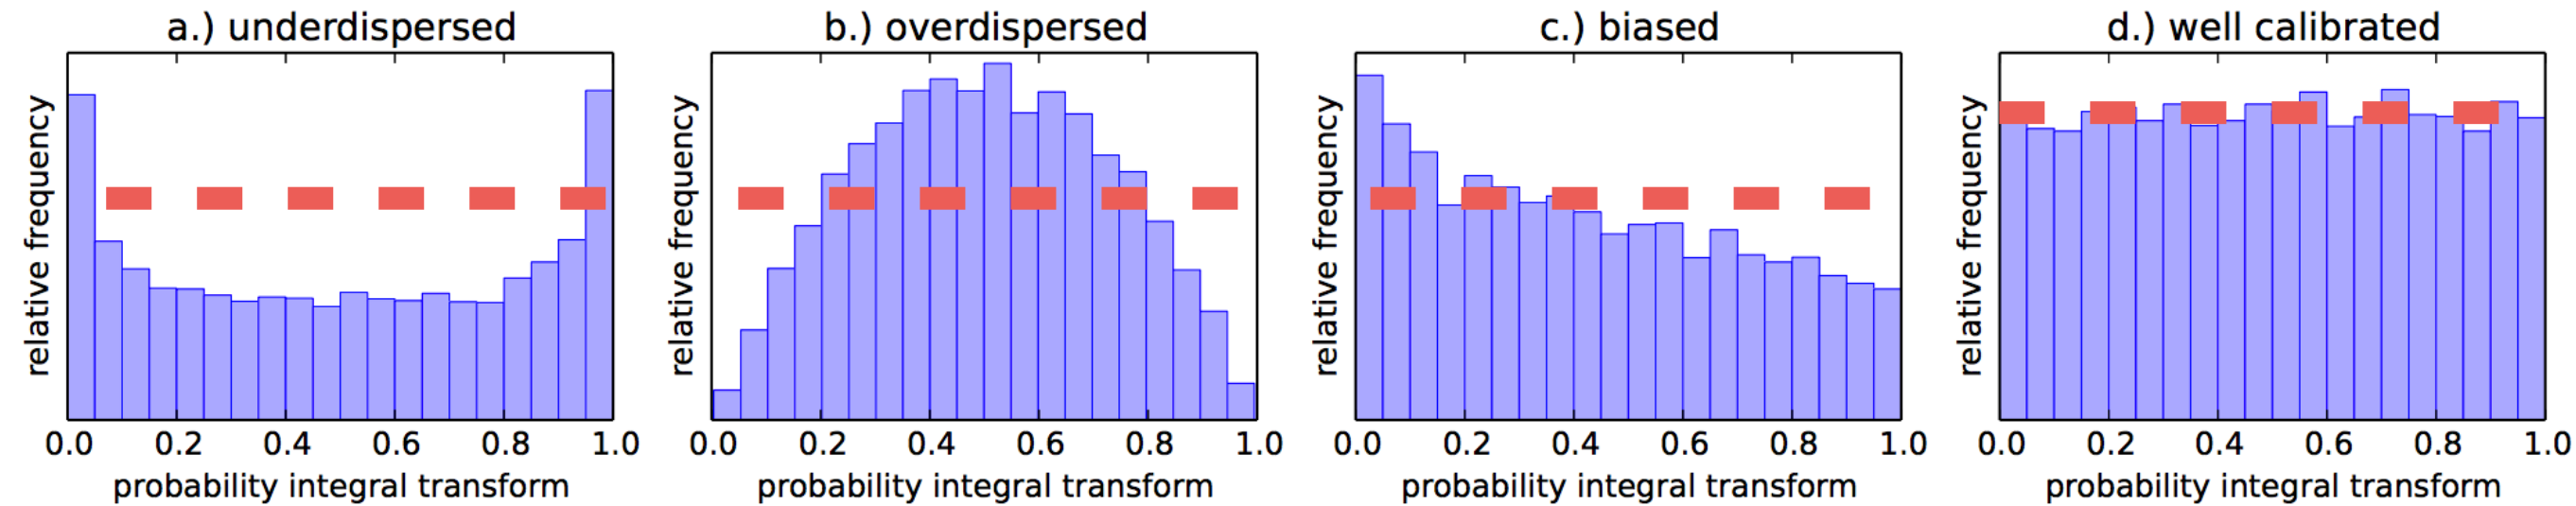 a.) underdispersed
relative frequency
0.0 0.2 0.4 0.6 0.8 1.0
probability integral transform
b.) overdispersed
relative frequency
0.0 0.2 0.4 0.6 0.8 1.0
probability integral transform
c.) biased
relative frequency
0.0 0.2 0.4 0.6 0.8 1.0
probability integral transform
d.) well calibrated
relative frequency
0.0 0.2 0.4 0.6 0.8 1.0
probability integral transform